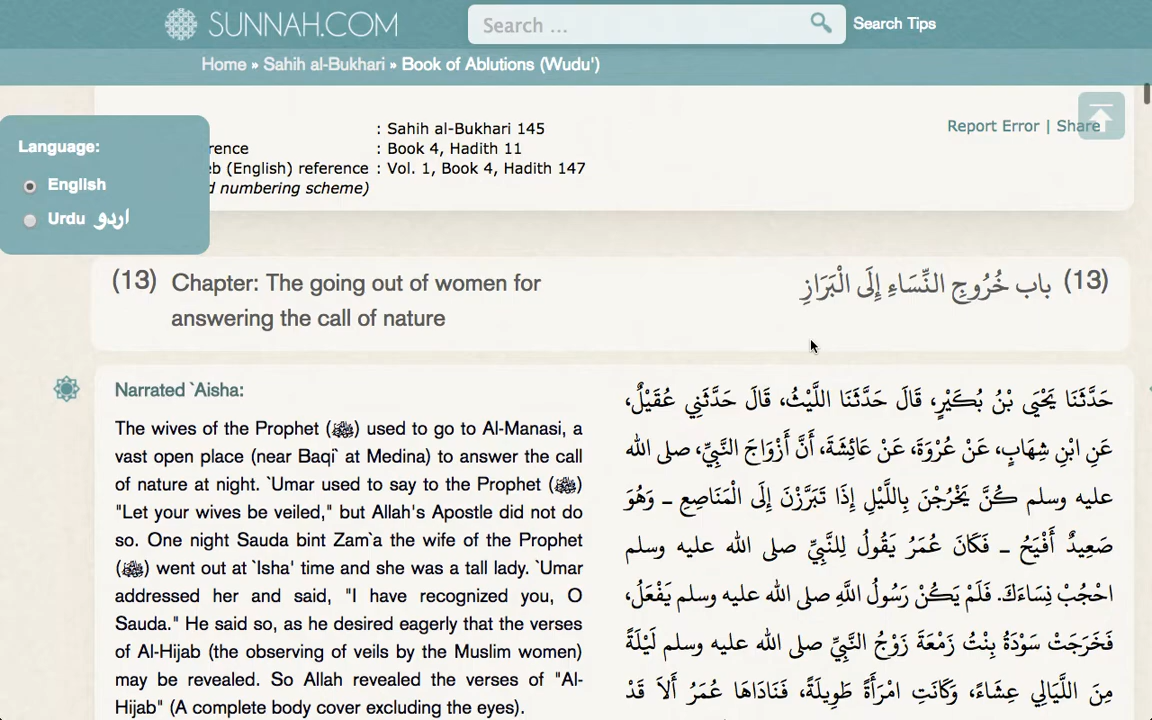 SUNNAH.COM
Search ...
Search Tips
Home » Sahih al-Bukhari » Book of Ablutions (Wudu')
: Sahih al-Bukhari 145
Report Error | Share
: Book 4, Hadith 11
(English) reference : Vol. 1, Book 4, Hadith 147
numbering scheme)
Language:
English
Urdu اردو
(13) Chapter: The going out of women for
answering the call of nature
(13) باب خُرُوجِ النِّسَاءِ إِلَى الْبَرَازِ
Narrated `Aisha:
The wives of the Prophet (ﷺ) used to go to Al-Manasi, a
vast open place (near Baqi` at Medina) to answer the call
of nature at night. `Umar used to say to the Prophet (ﷺ)
"Let your wives be veiled," but Allah's Apostle did not do
so. One night Sauda bint Zam`a the wife of the Prophet
(ﷺ) went out at `Isha' time and she was a tall lady. `Umar
addressed her and said, "I have recognized you, O
Sauda." He said so, as he desired eagerly that the verses
of Al-Hijab (the observing of veils by the Muslim women)
may be revealed. So Allah revealed the verses of "Al-
Hijab" (A complete body cover excluding the eyes).
حَدَّثَنَا يَحْيَى بْنُ بُكَيْرٍ، قَالَ حَدَّثَنَا اللَّيْثُ، قَالَ حَدَّثَنِي عُقَيْلٌ،
عَنِ ابْنِ شِهَابٍ، عَنْ عُرْوَةَ، عَنْ عَائِشَةَ، أَنَّ أَزْوَاجَ النَّبِيِّ، صلى الله
عليه وسلم كُنَّ يَخْرُجْنَ بِاللَّيْلِ إِذَا تَبَرَّزْنَ إِلَى الْمَنَاصِعِ ـ وَهُوَ
صَعِيدٌ أَفْيَحُ ـ فَكَانَ عُمَرُ يَقُولُ لِلنَّبِيِّ صلى الله عليه وسلم
احْجُبْ نِسَاءَكَ. فَلَمْ يَكُنْ رَسُولُ اللَّهِ صلى الله عليه وسلم يَفْعَلُ،
فَخَرَجَتْ سَوْدَةُ بِنْتُ زَمْعَةَ زَوْجُ النَّبِيِّ صلى الله عليه وسلم لَيْلَةً
مِنَ اللَّيَالِي عِشَاءً، وَكَانَتِ امْرَأَةً طَوِيلَةً، فَنَادَاهَا عُمَرُ أَلاَ قَدْ